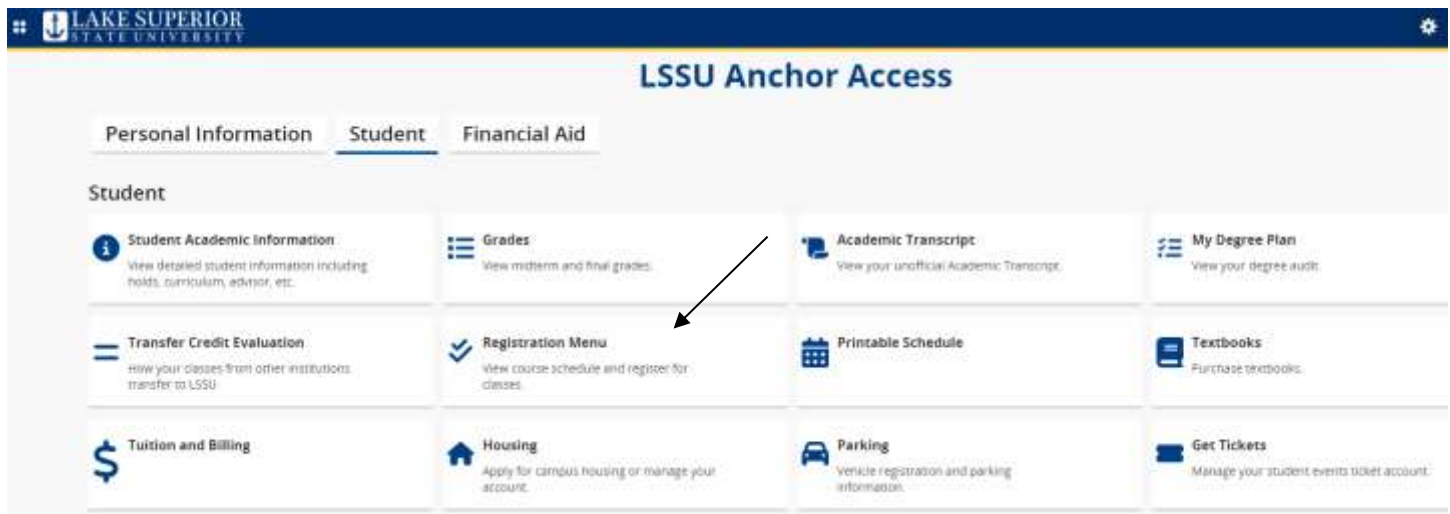 LAKE SUPERIOR
STATE UNIVERSITY
LSSU Anchor Access
Personal Information
Student
Financial Aid
Student
Student Academic Information
View detailed student information including
holds, curriculum, advisor, etc.
Grades
View midterm and final grades.
Academic Transcript
View your unofficial Academic Transcript.
My Degree Plan
View your degree audit.
Transfer Credit Evaluation
How your classes from other institutions
transfer to LSSU
Registration Menu
View course schedule and register for
classes.
Printable Schedule
Textbooks
Purchase textbooks.
Tuition and Billing
Housing
Apply for campus housing or manage your
account.
Parking
Vehicle registration and parking
information.
Get Tickets
Manage your student events ticket account.